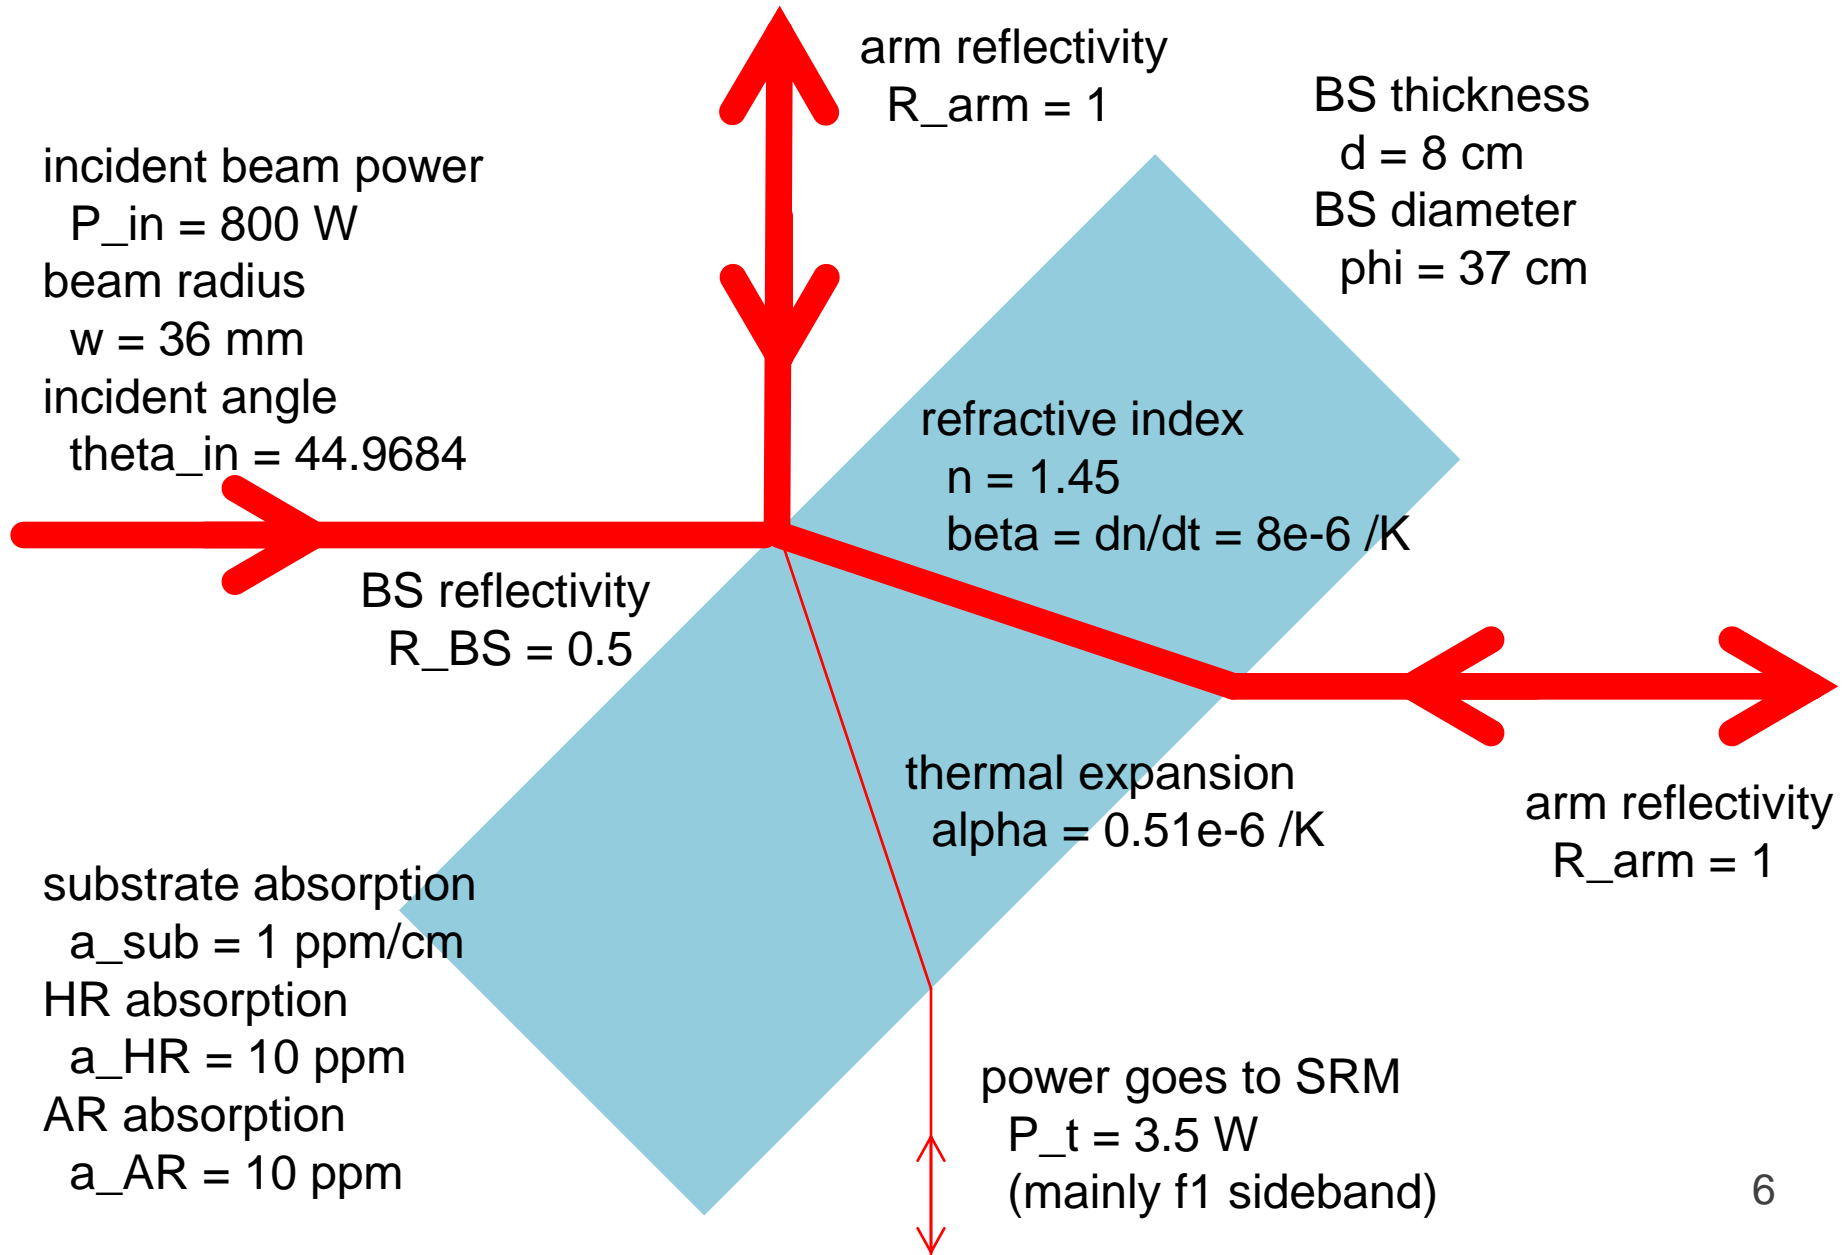 arm reflectivity
R_arm = 1
BS thickness
d = 8 cm
BS diameter
phi = 37 cm
incident beam power
P_in = 800 W
beam radius
w = 36 mm
incident angle
theta_in = 44.9684
refractive index
n = 1.45
beta = dn/dt = 8e-6 /K
BS reflectivity
R_BS = 0.5
thermal expansion
alpha = 0.51e-6 /K
arm reflectivity
R_arm = 1
substrate absorption
a_sub = 1 ppm/cm
HR absorption
a_HR = 10 ppm
AR absorption
a_AR = 10 ppm
power goes to SRM
P_t = 3.5 W
(mainly f1 sideband)
6